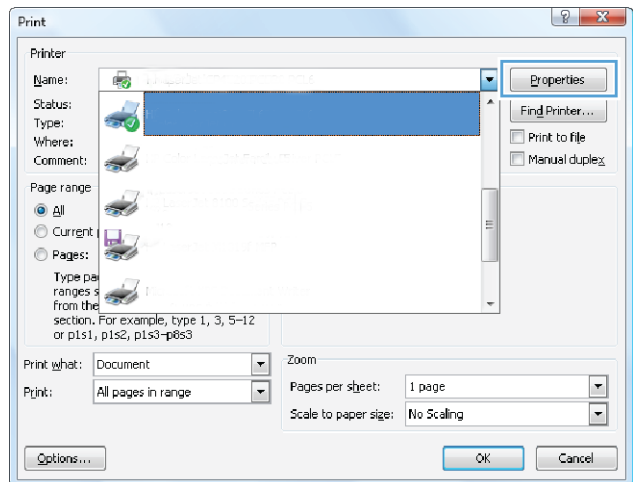 Print
Printer
Name:
Properties
Status:
Find Printer...
Type:
Print to file
Where:
Manual duplex
Comment:
Page range
All
Current
Pages:
Type
ranges
from the
section. For example, type 1, 3, 5–12
or p1s1, p1s2, p1s3–p8s3
Print what: Document
Print: All pages in range
Zoom
Pages per sheet: 1 page
Scale to paper size: No Scaling
Options...
OK
Cancel